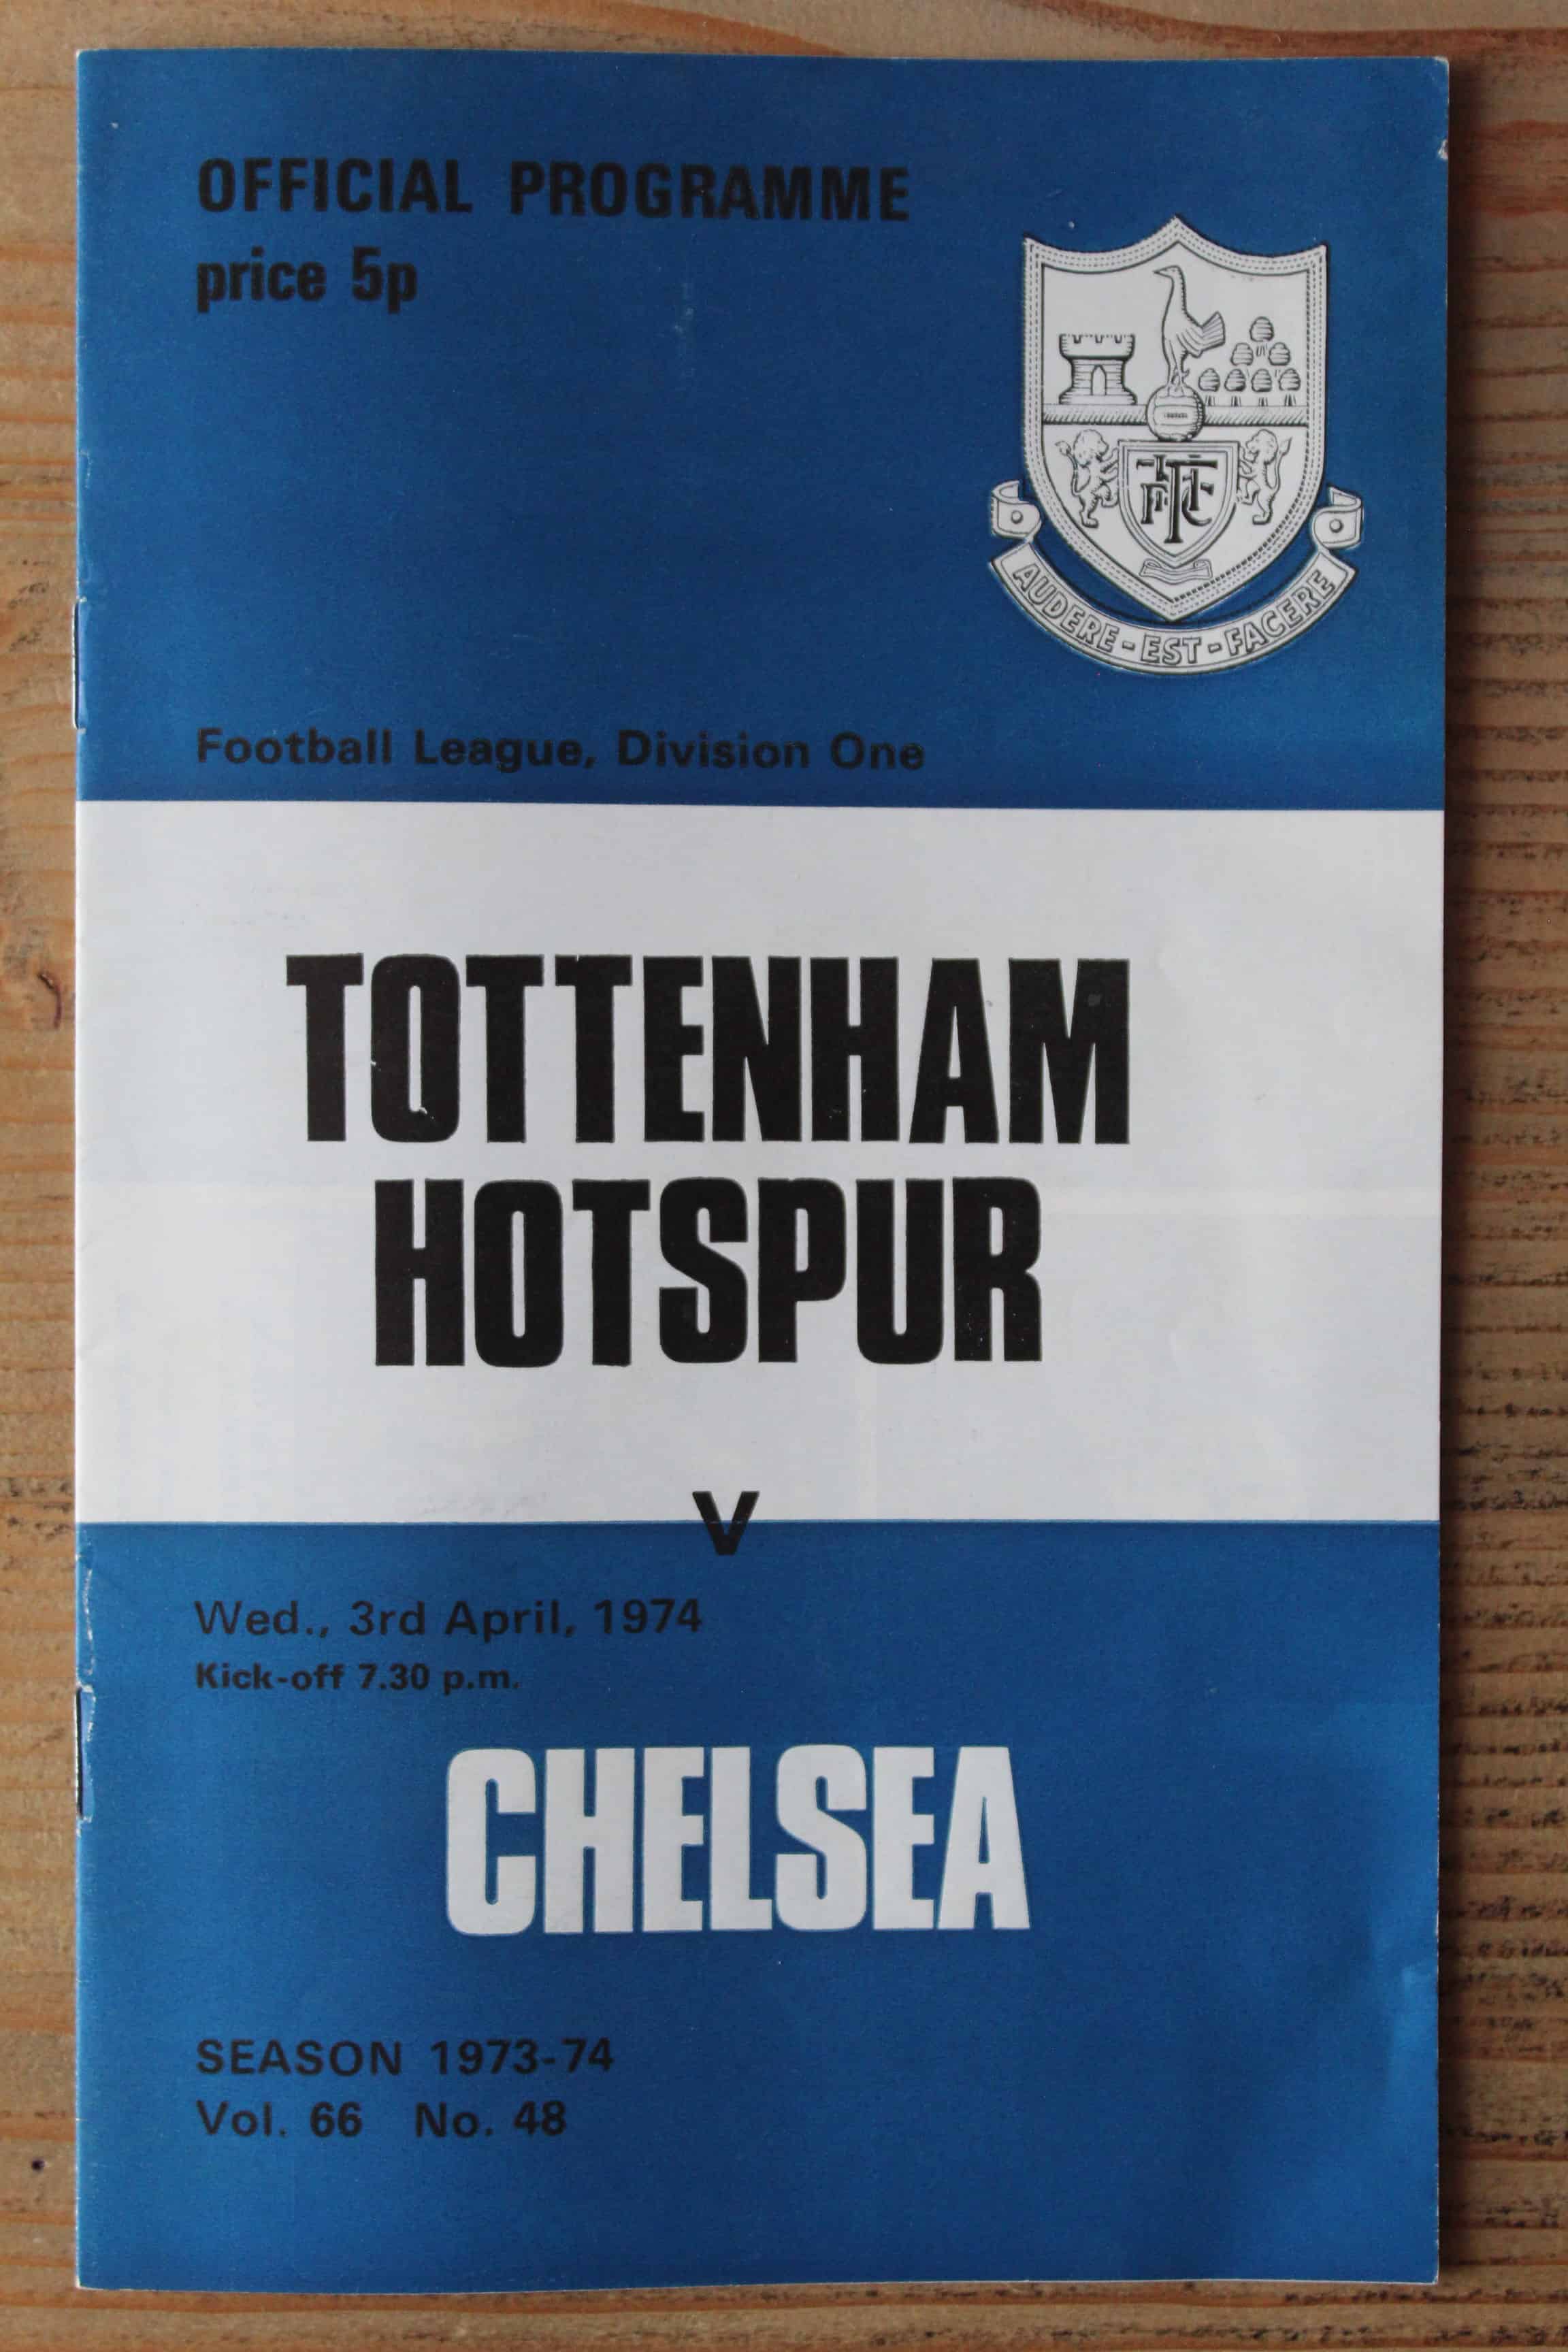 OFFICIAL PROGRAMME
price 5p
AUDERE - EST - FACERE
Football League, Division One
TOTTENHAM
HOTSPUR
v
Wed., 3rd April, 1974
Kick-off 7.30 p.m.
CHELSEA
SEASON 1973-74
Vol. 66 No. 48